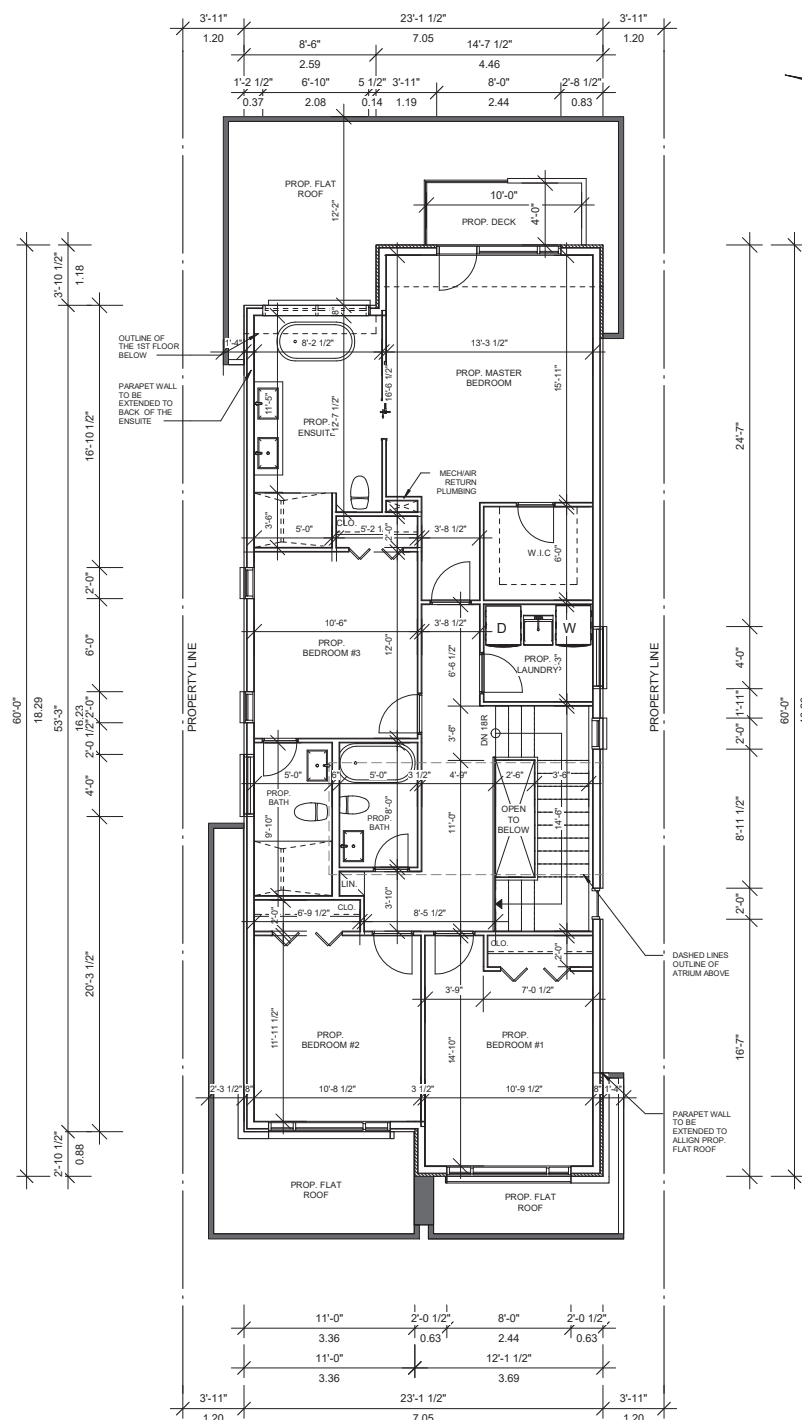 3'-11" 23'-1 1/2" 3'-11"
1.20 7.05 1.20
8'-6" 14'-7 1/2"
2.59 4.46
1'-2 1/2" 6'-10" 5 1/2" 3'-11" 8'-0" 2'-8 1/2"
0.37 2.08 0.14 1.19 2.44 0.83
PROP. FLAT
ROOF
12'-2"
10'-0"
4'-0"
PROP. DECK
60'-0"
18.29
53'-3"
16.23
3'-10 1/2"
1.18
16'-10 1/2"
2'-0"
6'-0"
2'-0"
2'-0 1/2"
4'-0"
20'-3 1/2"
2'-10 1/2"
0.88
OUTLINE OF
THE 1ST FLOOR
BELOW
PARAPET WALL
TO BE
EXTENDED TO
BACK OF THE
ENSUITE
1'-4"
8"
8'-2 1/2"
13'-3 1/2"
16'-6 1/2"
15'-11"
PROP. MASTER
BEDROOM
11'-5"
12'-7 1/2"
PROP.
ENSUITE
MECH/AIR
RETURN
PLUMBING
3'-6"
5'-0"
CLO.
2'-0"
3'-8 1/2"
W.I.C
6'-0"
10'-6"
PROP.
BEDROOM #3
12'-0"
3'-8 1/2"
6'-6 1/2"
D
W
PROP.
LAUNDRY
3'-6"
DN 18R
PROPERTY LINE
PROPERTY LINE
5'-0" 6" 5'-0" 3 1/2" 4'-9" 2'-6" 3'-6"
PROP.
BATH
9'-10"
8'-0"
PROP.
BATH
11'-0"
OPEN
TO
BELOW
14'-6"
LIN.
3'-10"
CLO.
2'-0"
6'-9 1/2"
8'-5 1/2"
CLO.
2'-0"
3'-9" 7'-0 1/2"
11'-11 1/2"
PROP.
BEDROOM #2
14'-10"
PROP.
BEDROOM #1
2'-3 1/2" 8" 10'-8 1/2" 3 1/2" 10'-9 1/2" 8" 1'-4"
DASHED LINES
OUTLINE OF
ATRIUM ABOVE
PARAPET WALL
TO BE
EXTENDED TO
ALLIGN PROP.
FLAT ROOF
PROP. FLAT
ROOF
PROP. FLAT
ROOF
24'-7"
4'-0"
1'-11"
2'-0"
8'-11 1/2"
2'-0"
16'-7"
60'-0"
11'-0" 2'-0 1/2" 8'-0" 2'-0 1/2"
3.36 0.63 2.44 0.63
11'-0" 12'-1 1/2"
3.36 3.69
3'-11" 23'-1 1/2" 3'-11"
1.20 7.05 1.20